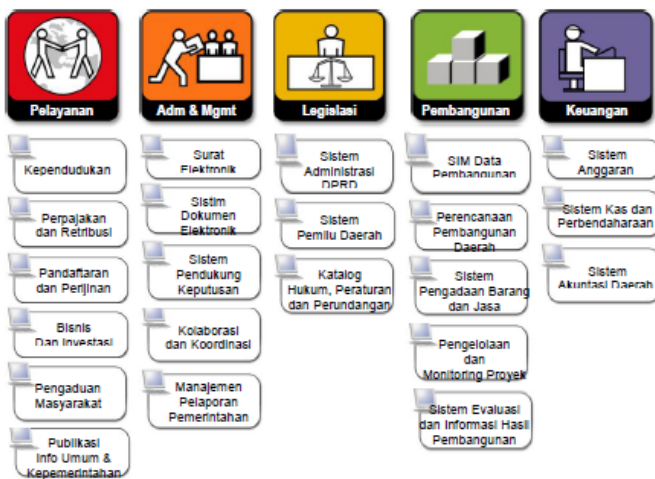 Pelayanan
Adm & Mgmt
Legislasi
Pembangunan
Keuangan
Kependudukan
Perpajakan
dan Retribusi
Pandaftaran
dan Perijinan
Bisnis
Dan Investasi
Pengaduan
Masyarakat
Publikasi
Info Umum &
Kepemerintahan
Surat
Elektronik
Sistim
Dokumen
Elektronik
Sistem
Pendukung
Keputusan
Kolaborasi
dan Koordinasi
Manajemen
Pelaporan
Pemerintahan
Sistem
Administrasi
DPRD
Sistem
Pemilu Daerah
Katalog
Hukum, Peraturan
dan Perundangan
SIM Data
Pembangunan
Perencanaan
Pembangunan
Daerah
Sistem
Pengadaan Barang
dan Jasa
Pengelolaan
dan
Monitoring Proyek
Sistem Evaluasi
dan Informasi Hasil
Pembangunan
Sistem
Anggaran
Sistem Kas dan
Perbendaharaan
Sistem
Akuntasi Daerah